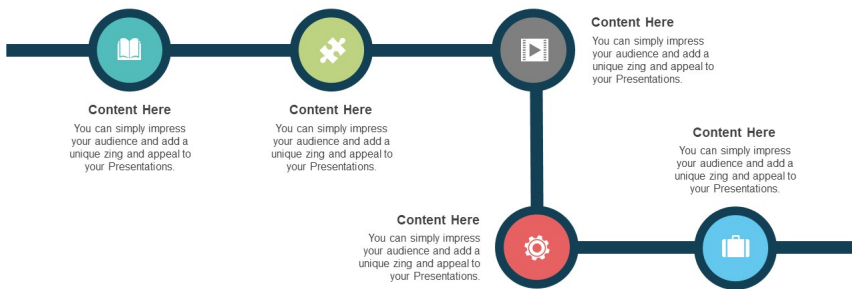 Content Here
You can simply impress
your audience and add a
unique zing and appeal to
your Presentations.
Content Here
You can simply impress
your audience and add a
unique zing and appeal to
your Presentations.
Content Here
You can simply impress
your audience and add a
unique zing and appeal to
your Presentations.
Content Here
You can simply impress
your audience and add a
unique zing and appeal to
your Presentations.
Content Here
You can simply impress
your audience and add a
unique zing and appeal to
your Presentations.